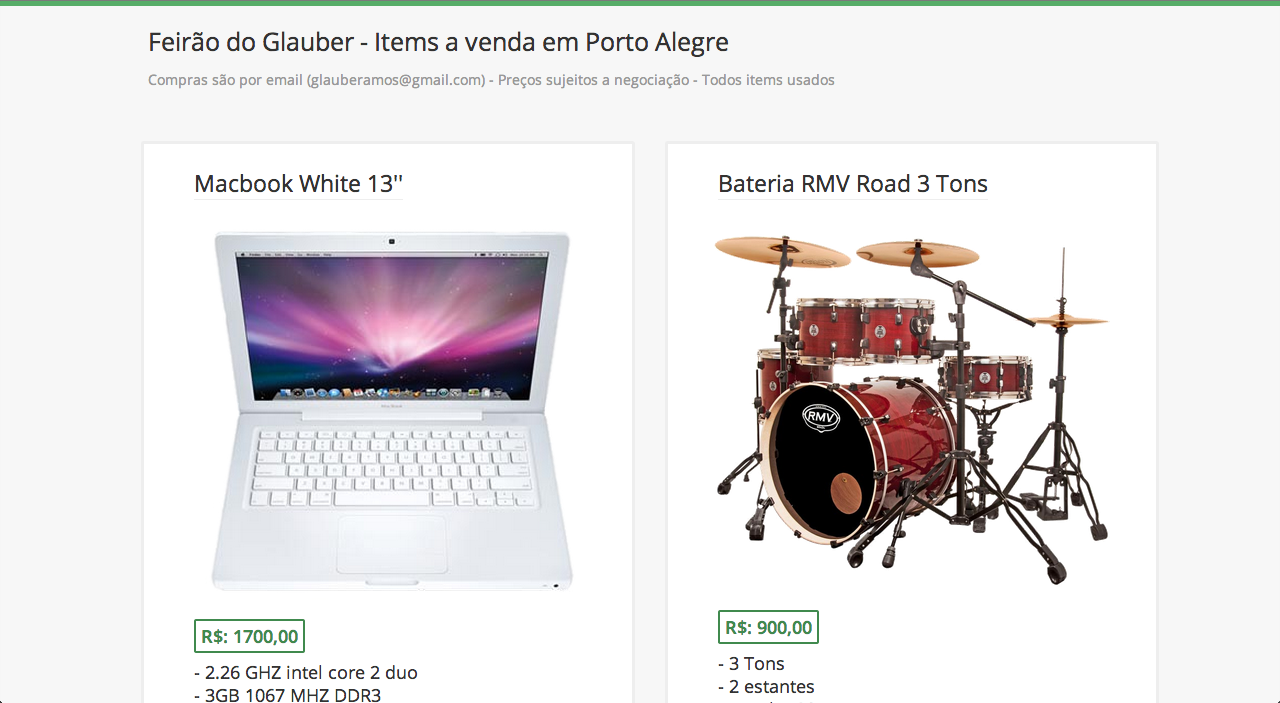 Feirão do Glauber - Items a venda em Porto Alegre
Compras são por email (glauberamos@gmail.com) - Preços sujeitos a negociação - Todos items usados
Macbook White 13''
MacBook
R$: 1700,00
- 2.26 GHZ intel core 2 duo
- 3GB 1067 MHZ DDR3
Bateria RMV Road 3 Tons
RMV
R$: 900,00
- 3 Tons
- 2 estantes